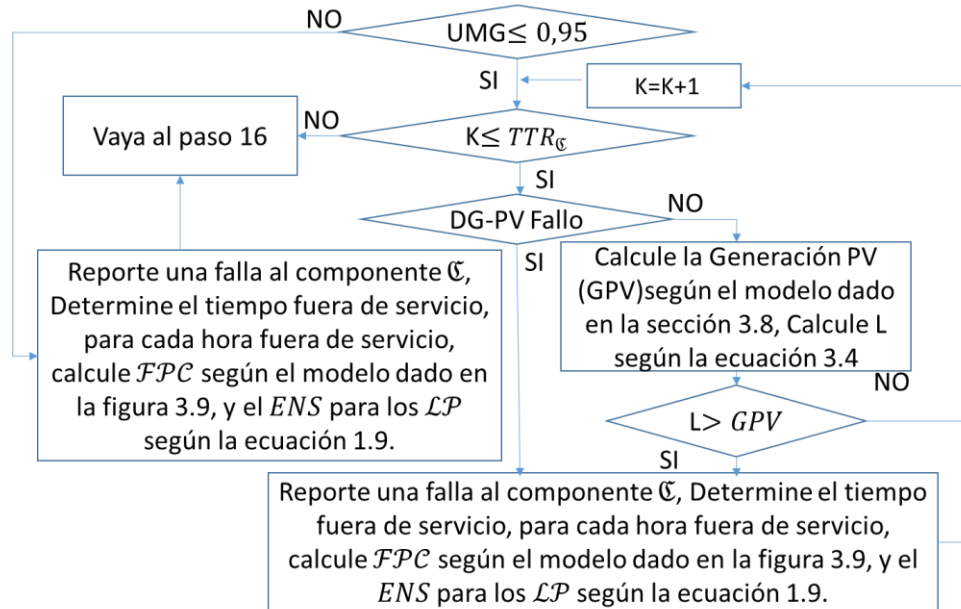 NO
UMG≤ 0,95
SI
K=K+1
Vaya al paso 16
NO
K≤ TTR_ℭ
SI
DG-PV Fallo
NO
SI
Reporte una falla al componente ℭ,
Determine el tiempo fuera de servicio,
para cada hora fuera de servicio,
calcule ℱ𝒫𝒞 según el modelo dado en
la figura 3.9, y el ENS para los ℒ𝒫
según la ecuación 1.9.
Calcule la Generación PV
(GPV)según el modelo dado
en la sección 3.8, Calcule L
según la ecuación 3.4
NO
L> GPV
SI
Reporte una falla al componente ℭ, Determine el tiempo
fuera de servicio, para cada hora fuera de servicio,
calcule ℱ𝒫𝒞 según el modelo dado en la figura 3.9, y el
ENS para los ℒ𝒫 según la ecuación 1.9.